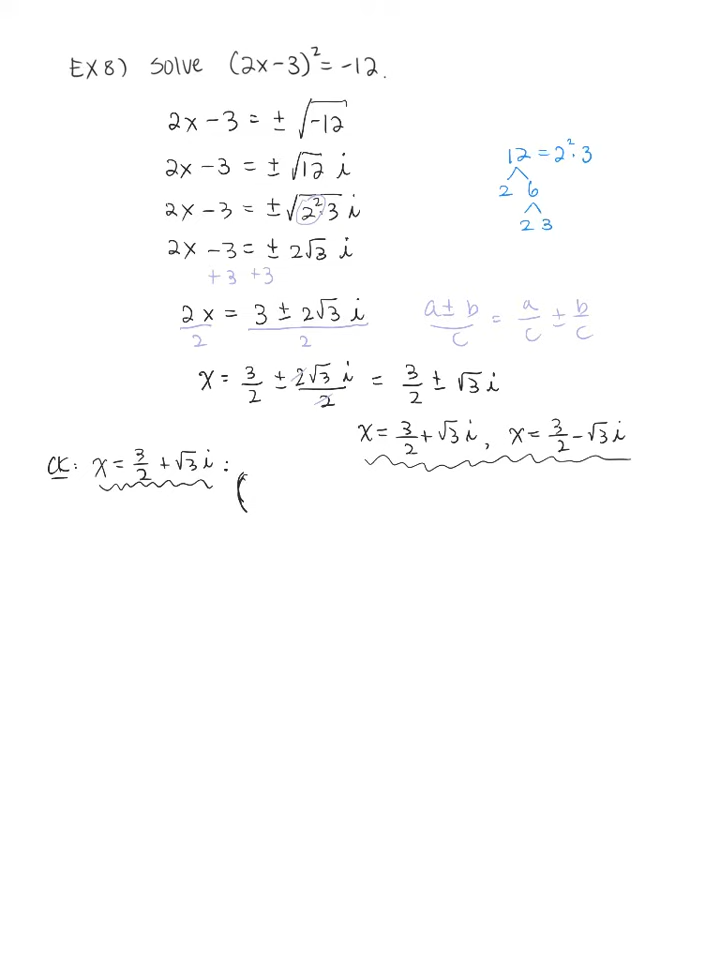 EX 8) Solve (2x-3)² = -12.
2x-3 = ± √-12
2x-3 = ± √12 i
2x-3 = ± √2²·3 i
2x-3 = ± 2√3 i
+3 +3
2x/2 = 3 ± 2√3 i/2
x = 3/2 ± 2√3 i/2 = 3/2 ± √3 i
x = 3/2 + √3 i, x = 3/2 - √3 i
12 = 2²·3
2 6
2 3
a ± b/c = a/c ± b/c
CK: x = 3/2 + √3 i :
(